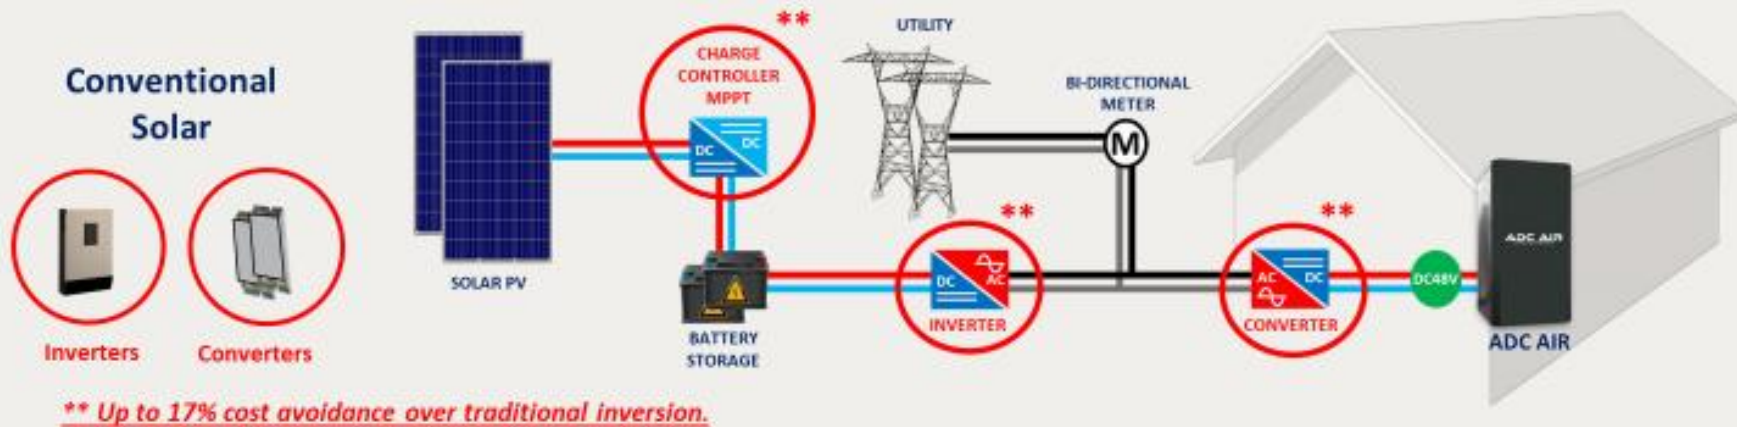 Conventional
Solar
Inverters
Converters
SOLAR PV
**
CHARGE
CONTROLLER
MPPT
DC
DC
BATTERY
STORAGE
UTILITY
BI-DIRECTIONAL
METER
M
**
DC
AC
INVERTER
**
AC
DC
CONVERTER
DC48V
ADC AIR
ADC AIR
** Up to 17% cost avoidance over traditional inversion.